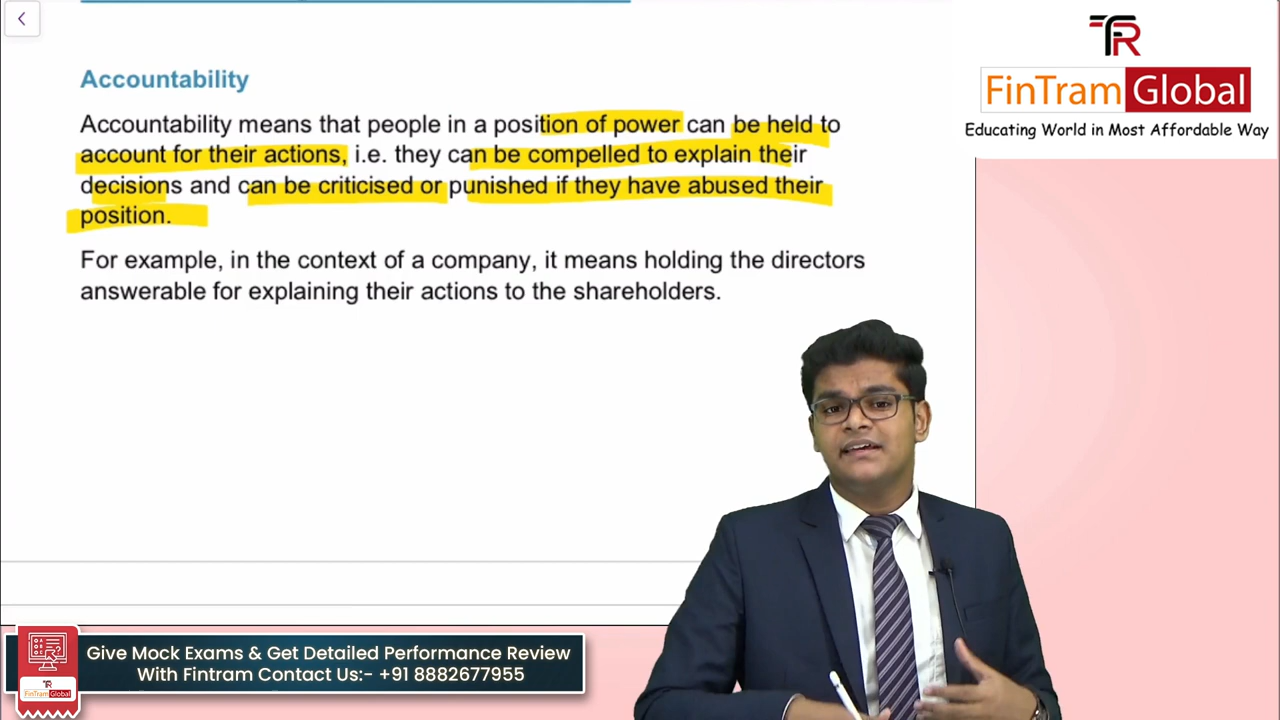 Accountability
Accountability means that people in a position of power can be held to
account for their actions, i.e. they can be compelled to explain their
decisions and can be criticised or punished if they have abused their
position.
For example, in the context of a company, it means holding the directors
answerable for explaining their actions to the shareholders.
TR
FinTram Global
Educating World in Most Affordable Way
Give Mock Exams & Get Detailed Performance Review
With Fintram Contact Us:- +91 8882677955
TR
FinTram Global